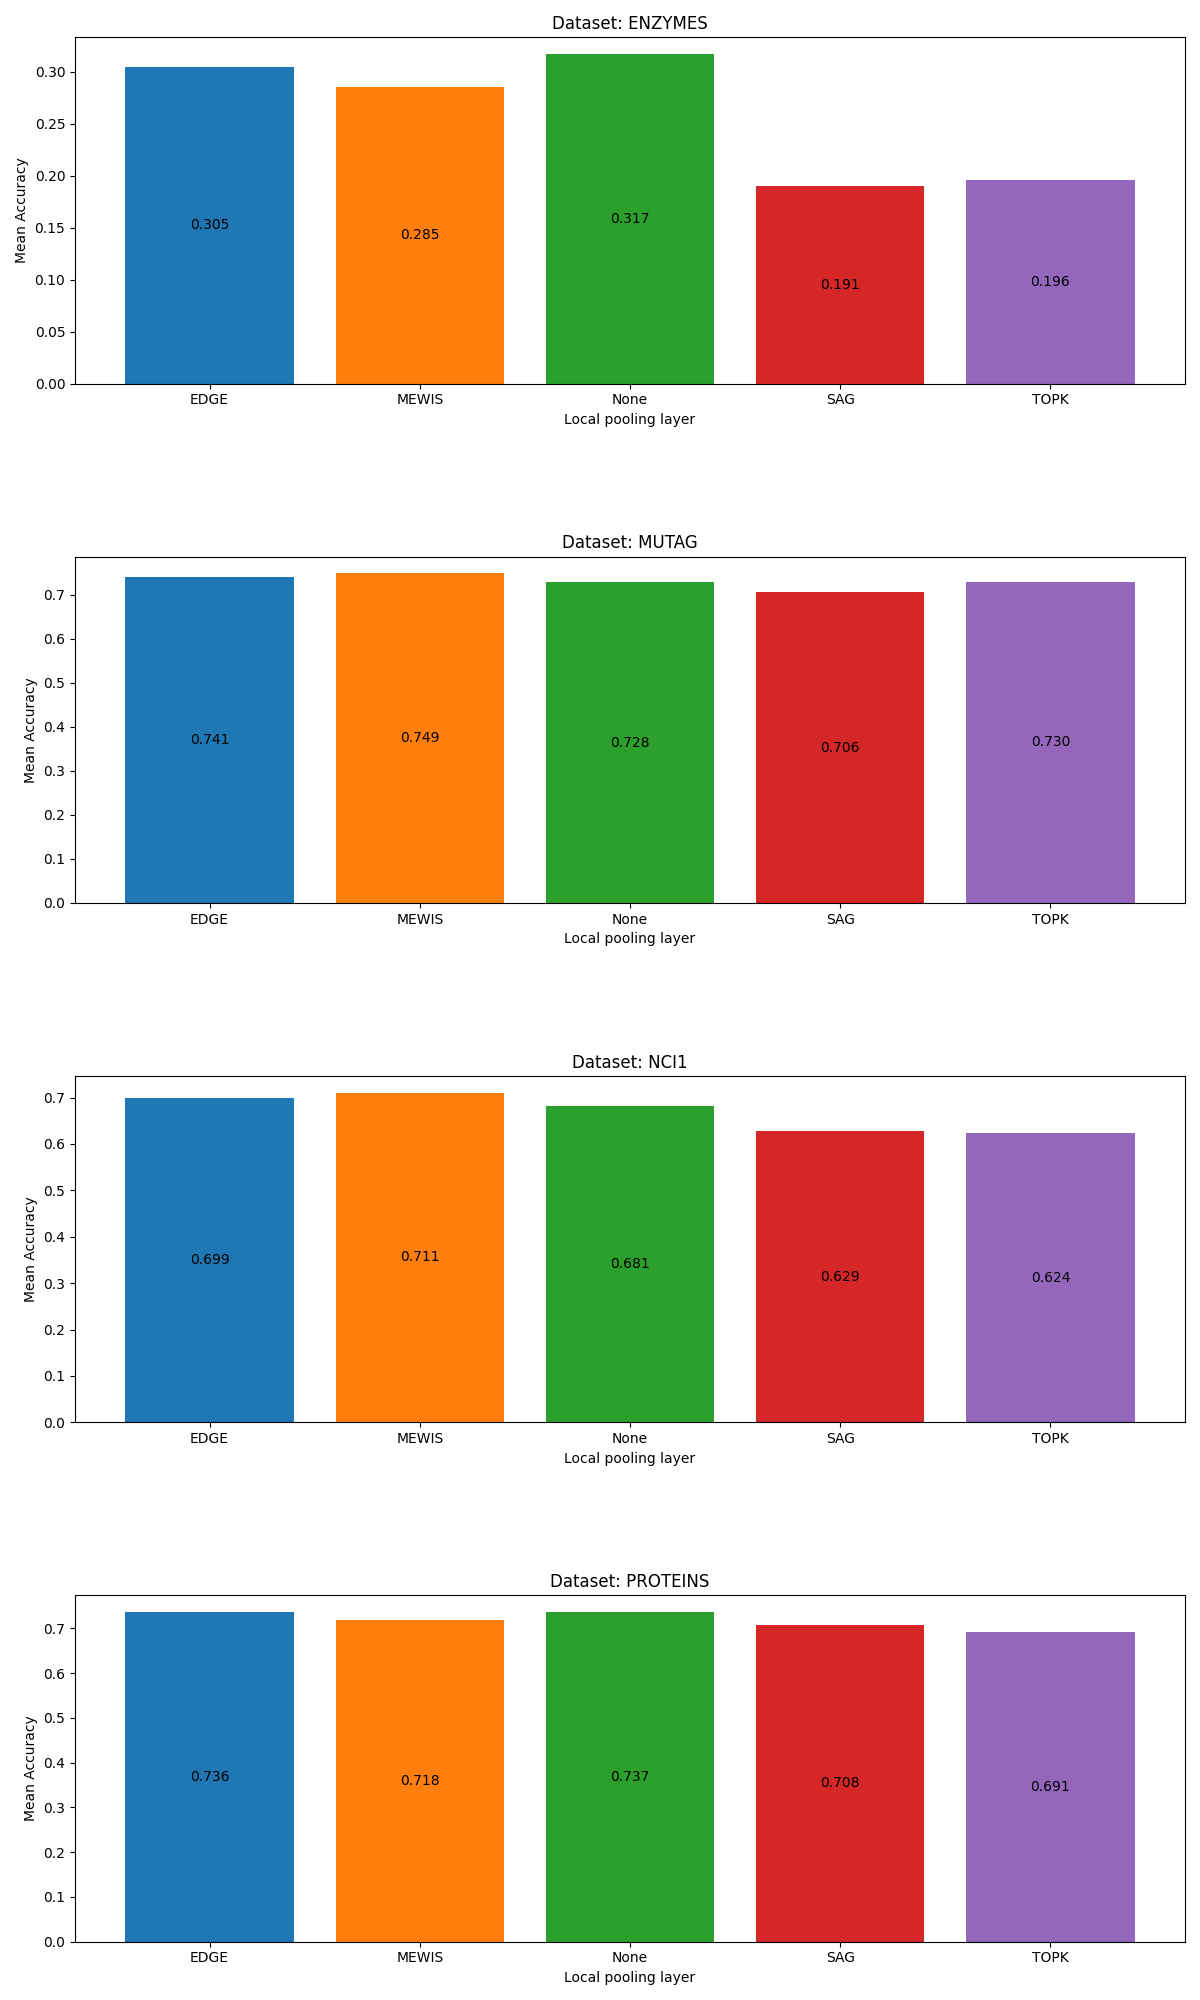 Dataset: ENZYMES
Mean Accuracy
0.30
0.25
0.20
0.15
0.10
0.05
0.00
0.305
0.285
0.317
0.191
0.196
EDGE
MEWIS
None
SAG
TOPK
Local pooling layer
Dataset: MUTAG
Mean Accuracy
0.7
0.6
0.5
0.4
0.3
0.2
0.1
0.0
0.741
0.749
0.728
0.706
0.730
EDGE
MEWIS
None
SAG
TOPK
Local pooling layer
Dataset: NCI1
Mean Accuracy
0.7
0.6
0.5
0.4
0.3
0.2
0.1
0.0
0.699
0.711
0.681
0.629
0.624
EDGE
MEWIS
None
SAG
TOPK
Local pooling layer
Dataset: PROTEINS
Mean Accuracy
0.7
0.6
0.5
0.4
0.3
0.2
0.1
0.0
0.736
0.718
0.737
0.708
0.691
EDGE
MEWIS
None
SAG
TOPK
Local pooling layer